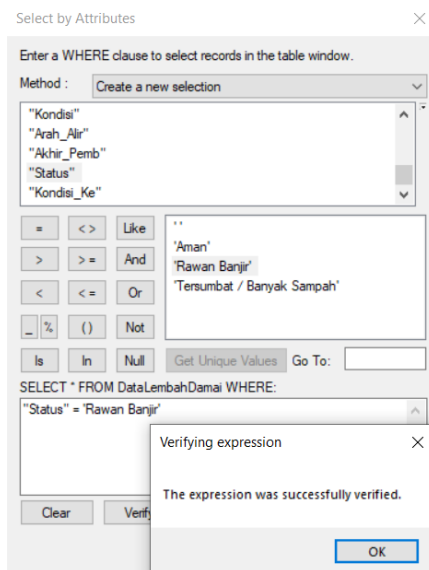 Select by Attributes
Enter a WHERE clause to select records in the table window.
Method : Create a new selection
"Kondisi"
"Arah_Alir"
"Akhir_Pemb"
"Status"
"Kondisi_Ke"
= <> Like
' '
'Aman'
'Rawan Banjir'
'Tersumbat / Banyak Sampah'
> >= And
< <= Or
_ % () Not
Is In Null Get Unique Values Go To:
SELECT * FROM DataLembahDamai WHERE:
"Status" = 'Rawan Banjir'
Verifying expression
The expression was successfully verified.
Clear
OK